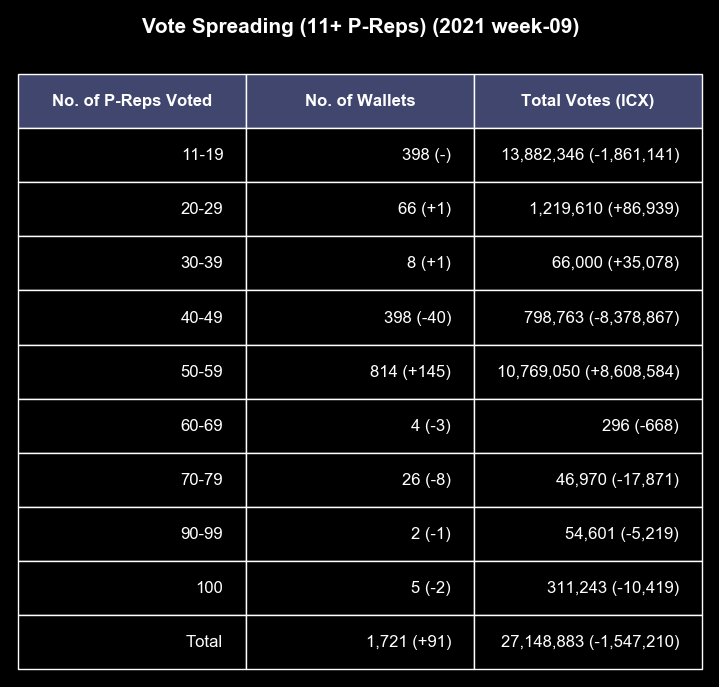 Vote Spreading (11+ P-Reps) (2021 week-09)
No. of P-Reps Voted No. of Wallets Total Votes (ICX)
11-19 398 (-) 13,882,346 (-1,861,141)
20-29 66 (+1) 1,219,610 (+86,939)
30-39 8 (+1) 66,000 (+35,078)
40-49 398 (-40) 798,763 (-8,378,867)
50-59 814 (+145) 10,769,050 (+8,608,584)
60-69 4 (-3) 296 (-668)
70-79 26 (-8) 46,970 (-17,871)
90-99 2 (-1) 54,601 (-5,219)
100 5 (-2) 311,243 (-10,419)
Total 1,721 (+91) 27,148,883 (-1,547,210)